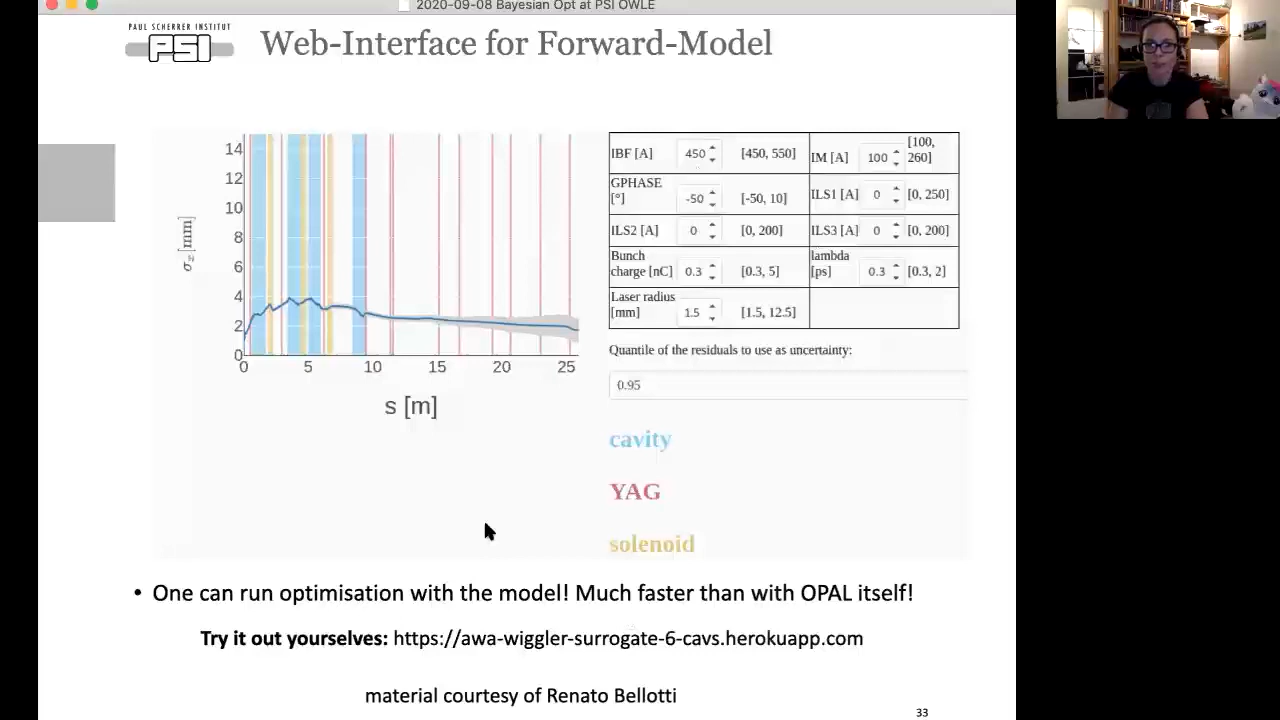 2020-09-08 Bayesian Opt at PSI OWLE
PAUL SCHERRER INSTITUT
PSI
Web-Interface for Forward-Model
14
12
10
8
6
4
2
0
σx [mm]
0 5 10 15 20 25
s [m]
IBF [A] 450 [450, 550] IM [A] 100 [100, 260]
GPHASE [°] -50 [-50, 10] ILS1 [A] 0 [0, 250]
ILS2 [A] 0 [0, 200] ILS3 [A] 0 [0, 200]
Bunch charge [nC] 0.3 [0.3, 5] lambda [ps] 0.3 [0.3, 2]
Laser radius [mm] 1.5 [1.5, 12.5]
Quantile of the residuals to use as uncertainty:
0.95
cavity
YAG
solenoid
• One can run optimisation with the model! Much faster than with OPAL itself!
Try it out yourselves: https://awa-wiggler-surrogate-6-cavs.herokuapp.com
material courtesy of Renato Bellotti
33